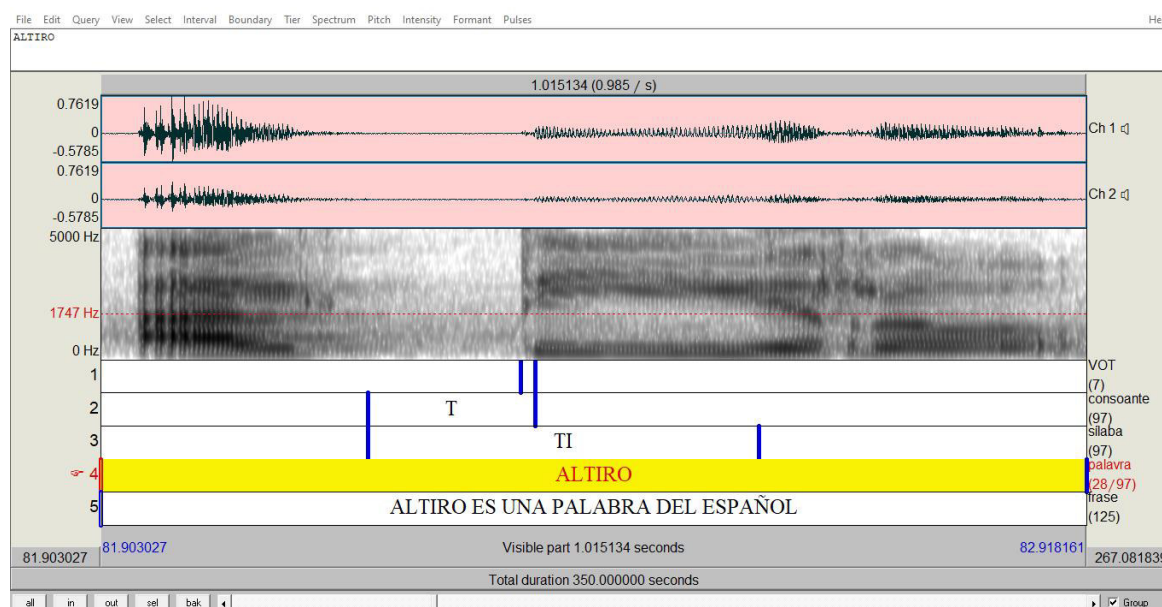 File Edit Query View Select Interval Boundary Tier Spectrum Pitch Intensity Formant Pulses He
ALTIRO
1.015134 (0.985 / s)
0.7619
0
-0.5785
Ch 1
0.7619
0
-0.5785
Ch 2
5000 Hz
1747 Hz
0 Hz
1 VOT
(7)
2 T consoante
(97)
3 TI sílaba
(97)
4 ALTIRO palavra
(28/97)
5 ALTIRO ES UNA PALABRA DEL ESPAÑOL frase
(125)
81.903027 Visible part 1.015134 seconds 82.918161
81.903027 267.081839
Total duration 350.000000 seconds
all in out sel bak Group